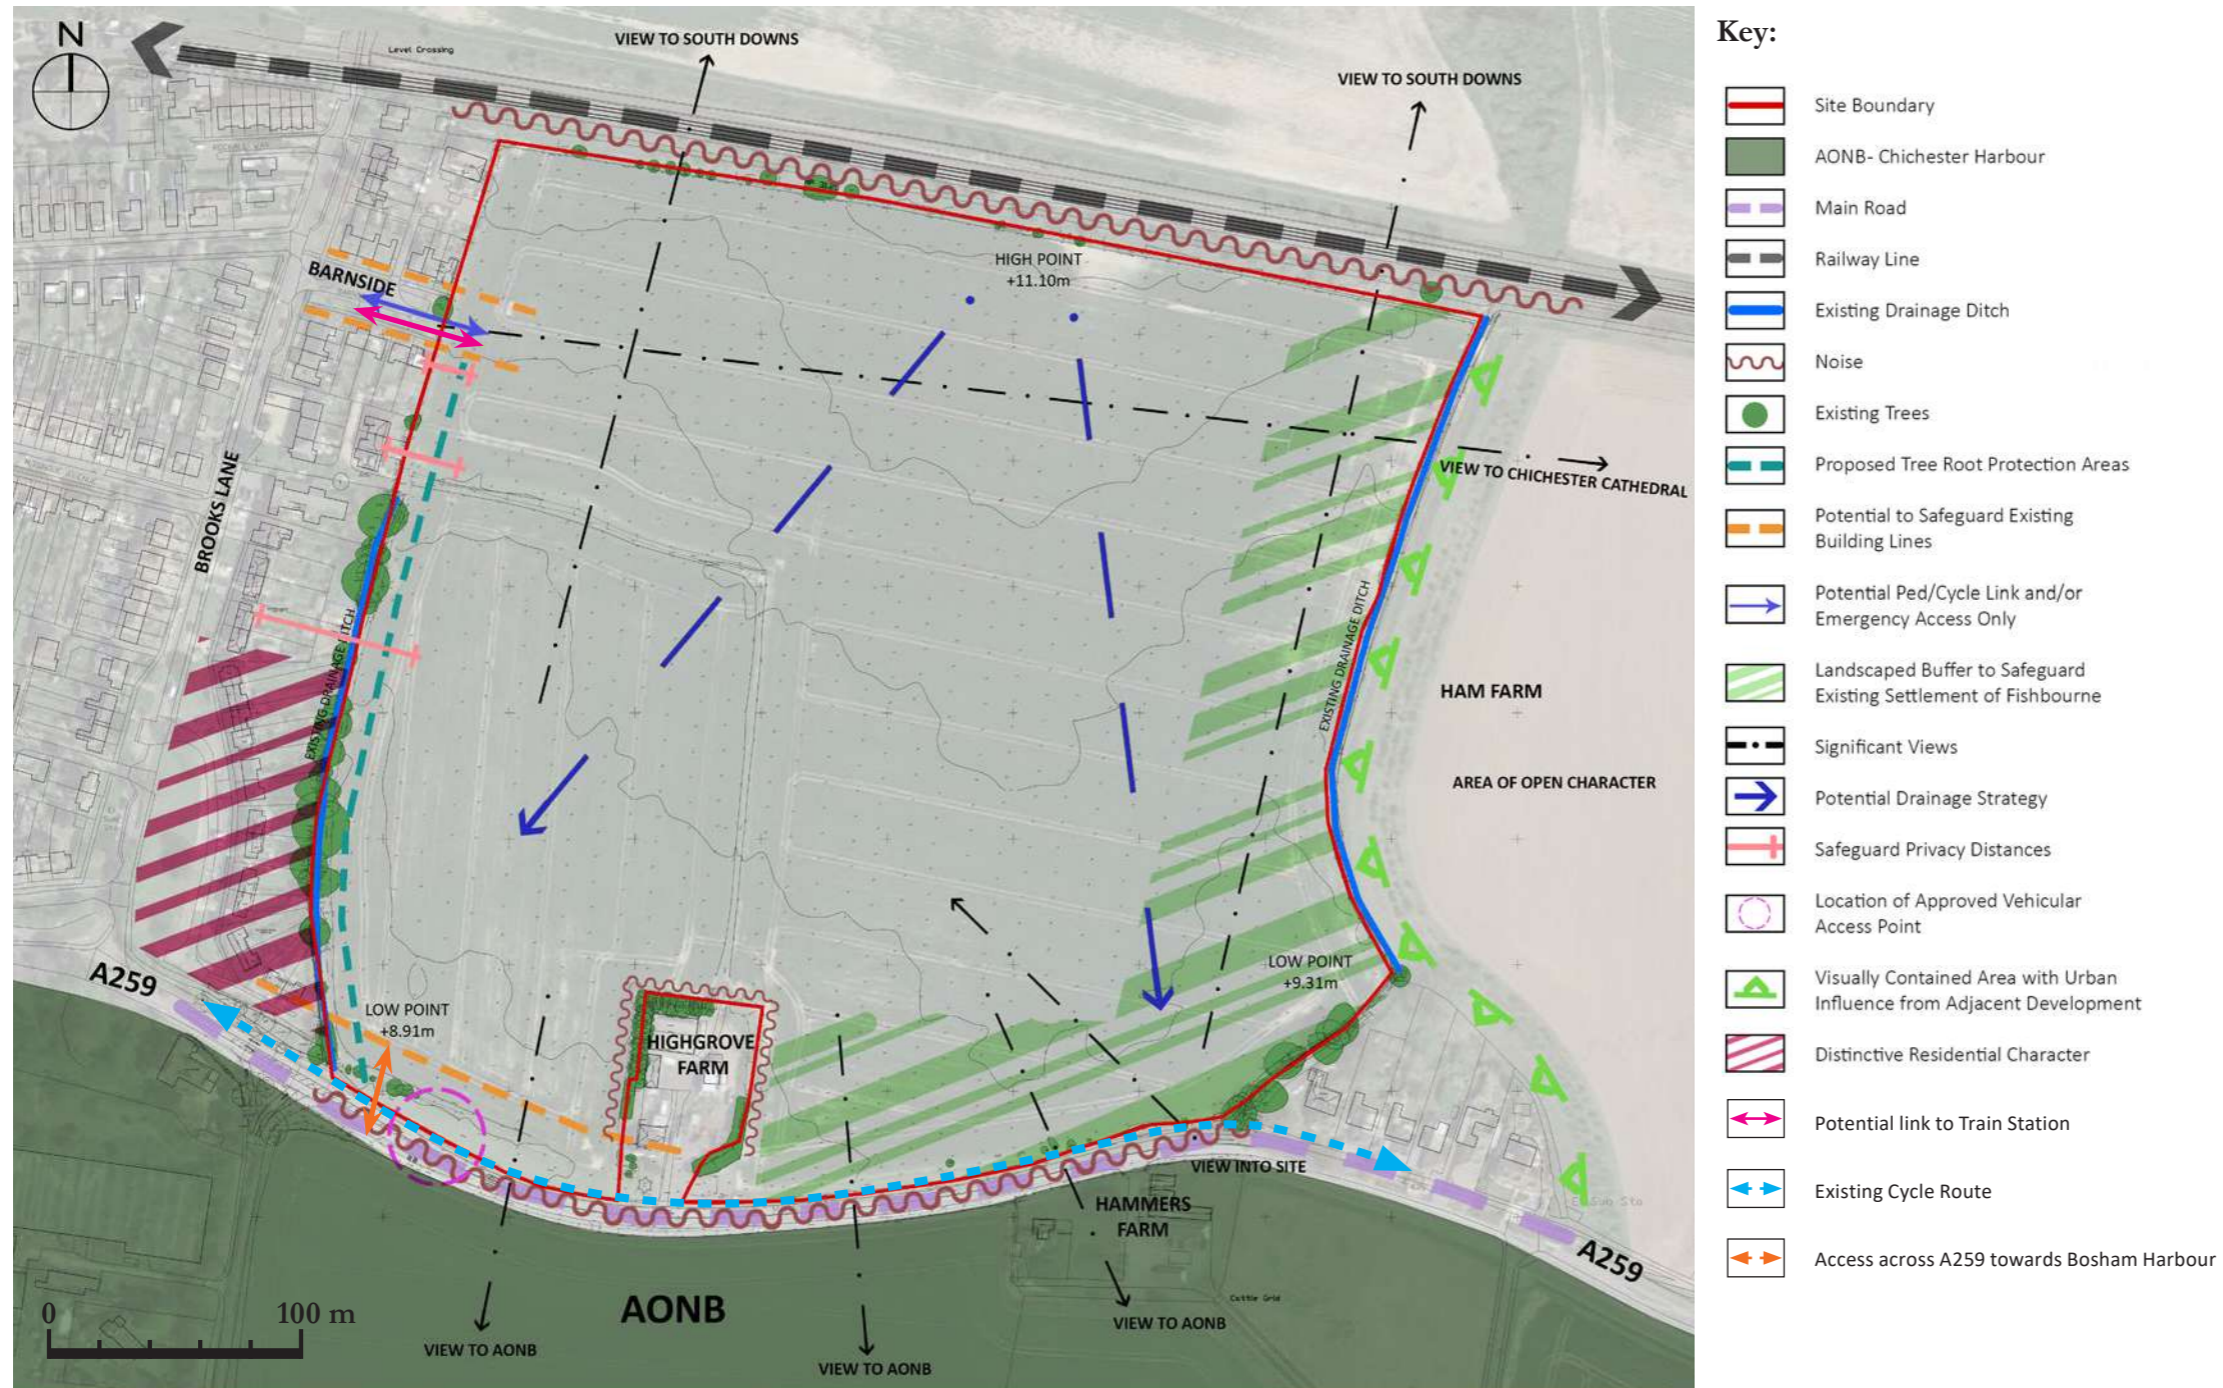 N
Level Crossing
VIEW TO SOUTH DOWNS
VIEW TO SOUTH DOWNS
HIGH POINT
+11.10m
BARNSIDE
VIEW TO CHICHESTER CATHEDRAL
BROOKS LANE
EXISTING DRAINAGE DITCH
EXISTING DRAINAGE DITCH
HAM FARM
AREA OF OPEN CHARACTER
A259
LOW POINT
+8.91m
LOW POINT
+9.31m
HIGHGROVE
FARM
VIEW INTO SITE
HAMMERS
FARM
A259
Cattle Grid
AONB
0 100 m
VIEW TO AONB
VIEW TO AONB
VIEW TO AONB
Key:
Site Boundary
AONB- Chichester Harbour
Main Road
Railway Line
Existing Drainage Ditch
Noise
Existing Trees
Proposed Tree Root Protection Areas
Potential to Safeguard Existing
Building Lines
Potential Ped/Cycle Link and/or
Emergency Access Only
Landscaped Buffer to Safeguard
Existing Settlement of Fishbourne
Significant Views
Potential Drainage Strategy
Safeguard Privacy Distances
Location of Approved Vehicular
Access Point
Visually Contained Area with Urban
Influence from Adjacent Development
Distinctive Residential Character
Potential link to Train Station
Existing Cycle Route
Access across A259 towards Bosham Harbour